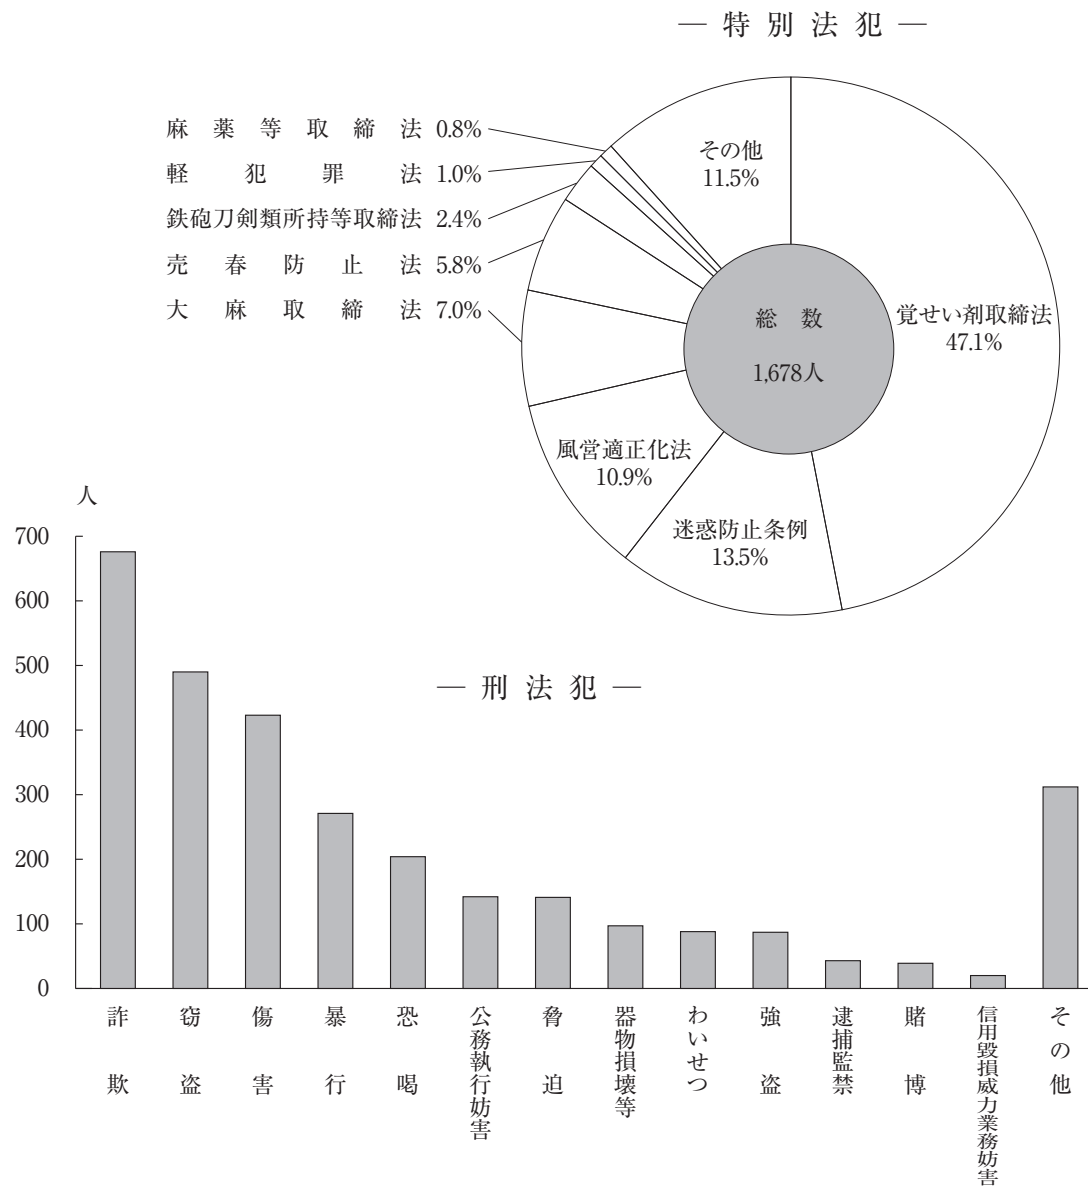 ― 特別法犯 ―
麻薬等取締法 0.8%
軽犯罪法 1.0%
鉄砲刀剣類所持等取締法 2.4%
売春防止法 5.8%
大麻取締法 7.0%
その他
11.5%
覚せい剤取締法
47.1%
総数
1,678人
風営適正化法
10.9%
迷惑防止条例
13.5%
人
700
600
500
400
300
200
100
0
― 刑法犯 ―
詐欺
窃盗
傷害
暴行
恐喝
公務執行妨害
脅迫
器物損壊等
わいせつ
強盗
逮捕監禁
賭博
信用毀損威力業務妨害
その他